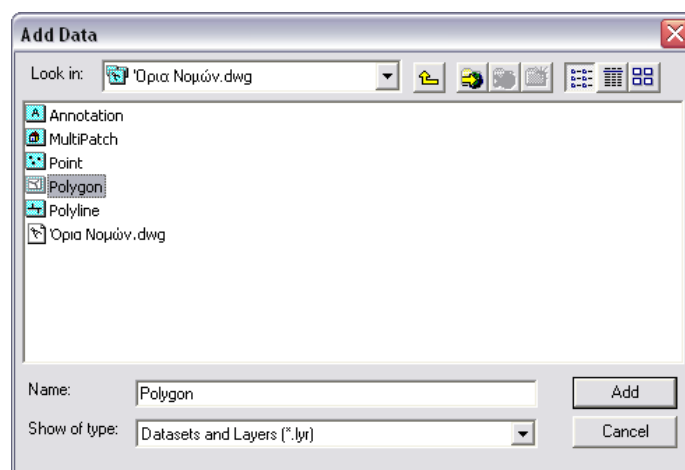 Add Data
Look in: Όρια Νομών.dwg
Annotation
MultiPatch
Point
Polygon
Polyline
Όρια Νομών.dwg
Name: Polygon Add
Show of type: Datasets and Layers (*.lyr) Cancel